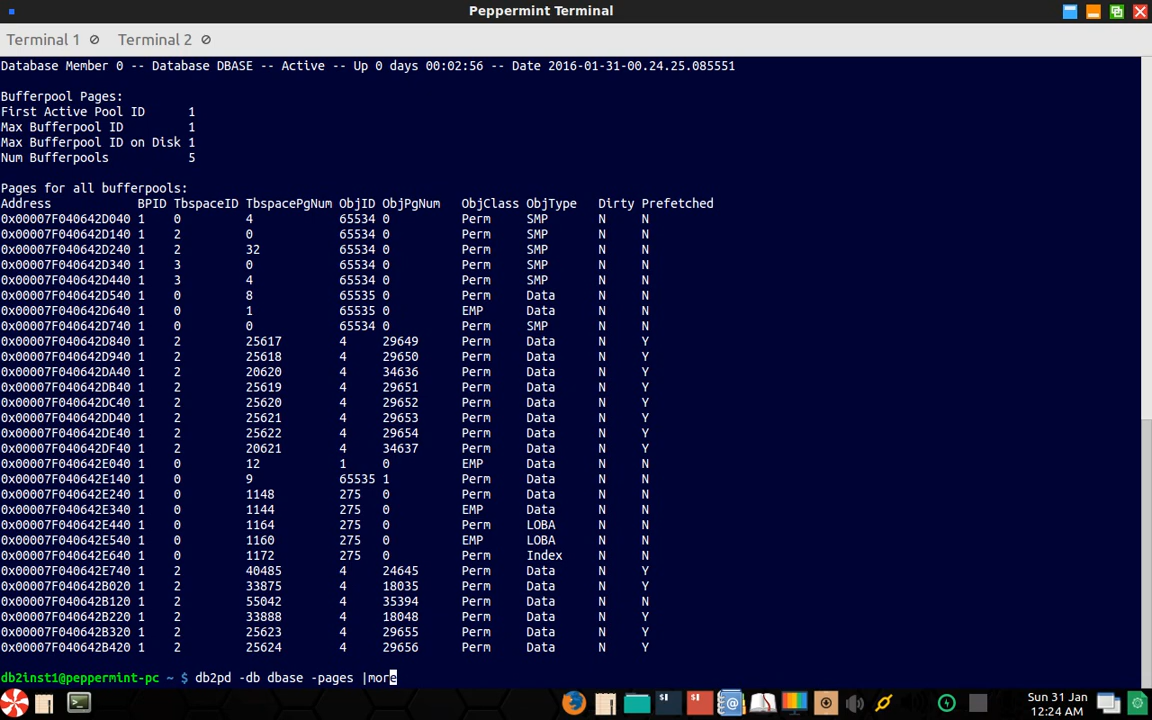 Peppermint Terminal
Terminal 1 Terminal 2
Database Member 0 -- Database DBASE -- Active -- Up 0 days 00:02:56 -- Date 2016-01-31-00.24.25.085551
Bufferpool Pages:
First Active Pool ID 1
Max Bufferpool ID 1
Max Bufferpool ID on Disk 1
Num Bufferpools 5
Pages for all bufferpools:
Address BPID TbspaceID TbspacePgNum ObjID ObjPgNum ObjClass ObjType Dirty Prefetched
0x00007F040642D040 1 0 4 65534 0 Perm SMP N N
0x00007F040642D140 1 2 0 65534 0 Perm SMP N N
0x00007F040642D240 1 2 32 65534 0 Perm SMP N N
0x00007F040642D340 1 3 0 65534 0 Perm SMP N N
0x00007F040642D440 1 3 4 65534 0 Perm SMP N N
0x00007F040642D540 1 0 8 65535 0 Perm Data N N
0x00007F040642D640 1 0 1 65535 0 EMP Data N N
0x00007F040642D740 1 0 0 65534 0 Perm SMP N N
0x00007F040642D840 1 2 25617 4 29649 Perm Data N Y
0x00007F040642D940 1 2 25618 4 29650 Perm Data N Y
0x00007F040642DA40 1 2 20620 4 34636 Perm Data N Y
0x00007F040642DB40 1 2 25619 4 29651 Perm Data N Y
0x00007F040642DC40 1 2 25620 4 29652 Perm Data N Y
0x00007F040642DD40 1 2 25621 4 29653 Perm Data N Y
0x00007F040642DE40 1 2 25622 4 29654 Perm Data N Y
0x00007F040642DF40 1 2 20621 4 34637 Perm Data N Y
0x00007F040642E040 1 0 12 1 0 EMP Data N N
0x00007F040642E140 1 0 9 65535 1 Perm Data N N
0x00007F040642E240 1 0 1148 275 0 Perm Data N N
0x00007F040642E340 1 0 1144 275 0 EMP Data N N
0x00007F040642E440 1 0 1164 275 0 Perm LOBA N N
0x00007F040642E540 1 0 1160 275 0 EMP LOBA N N
0x00007F040642E640 1 0 1172 275 0 Perm Index N N
0x00007F040642E740 1 2 40485 4 24645 Perm Data N Y
0x00007F040642B020 1 2 33875 4 18035 Perm Data N Y
0x00007F040642B120 1 2 55042 4 35394 Perm Data N N
0x00007F040642B220 1 2 33888 4 18048 Perm Data N Y
0x00007F040642B320 1 2 25623 4 29655 Perm Data N Y
0x00007F040642B420 1 2 25624 4 29656 Perm Data N Y
db2inst1@peppermint-pc ~ $ db2pd -db dbase -pages |more
Sun 31 Jan
12:24 AM